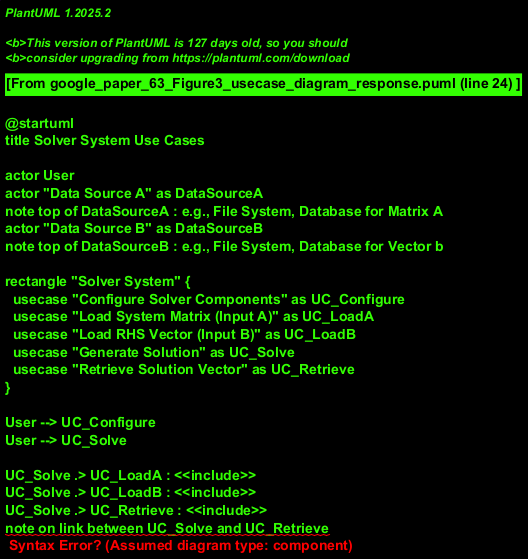 PlantUML 1.2025.2
<b>This version of PlantUML is 127 days old, so you should
<b>consider upgrading from https://plantuml.com/download
[From google_paper_63_Figure3_usecase_diagram_response.puml (line 24) ]
@startuml
title Solver System Use Cases
actor User
actor "Data Source A" as DataSourceA
note top of DataSourceA : e.g., File System, Database for Matrix A
actor "Data Source B" as DataSourceB
note top of DataSourceB : e.g., File System, Database for Vector b
rectangle "Solver System" {
usecase "Configure Solver Components" as UC_Configure
usecase "Load System Matrix (Input A)" as UC_LoadA
usecase "Load RHS Vector (Input B)" as UC_LoadB
usecase "Generate Solution" as UC_Solve
usecase "Retrieve Solution Vector" as UC_Retrieve
}
User --> UC_Configure
User --> UC_Solve
UC_Solve .> UC_LoadA : <<include>>
UC_Solve .> UC_LoadB : <<include>>
UC_Solve .> UC_Retrieve : <<include>>
note on link between UC_Solve and UC_Retrieve
Syntax Error? (Assumed diagram type: component)